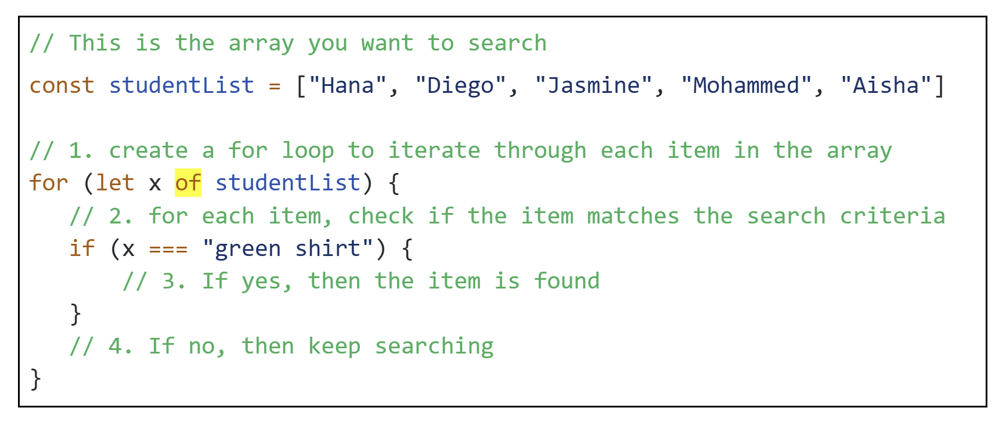 // This is the array you want to search
const studentList = ["Hana", "Diego", "Jasmine", "Mohammed", "Aisha"]
// 1. create a for loop to iterate through each item in the array
for (let x of studentList) {
// 2. for each item, check if the item matches the search criteria
if (x === "green shirt") {
// 3. If yes, then the item is found
}
// 4. If no, then keep searching
}